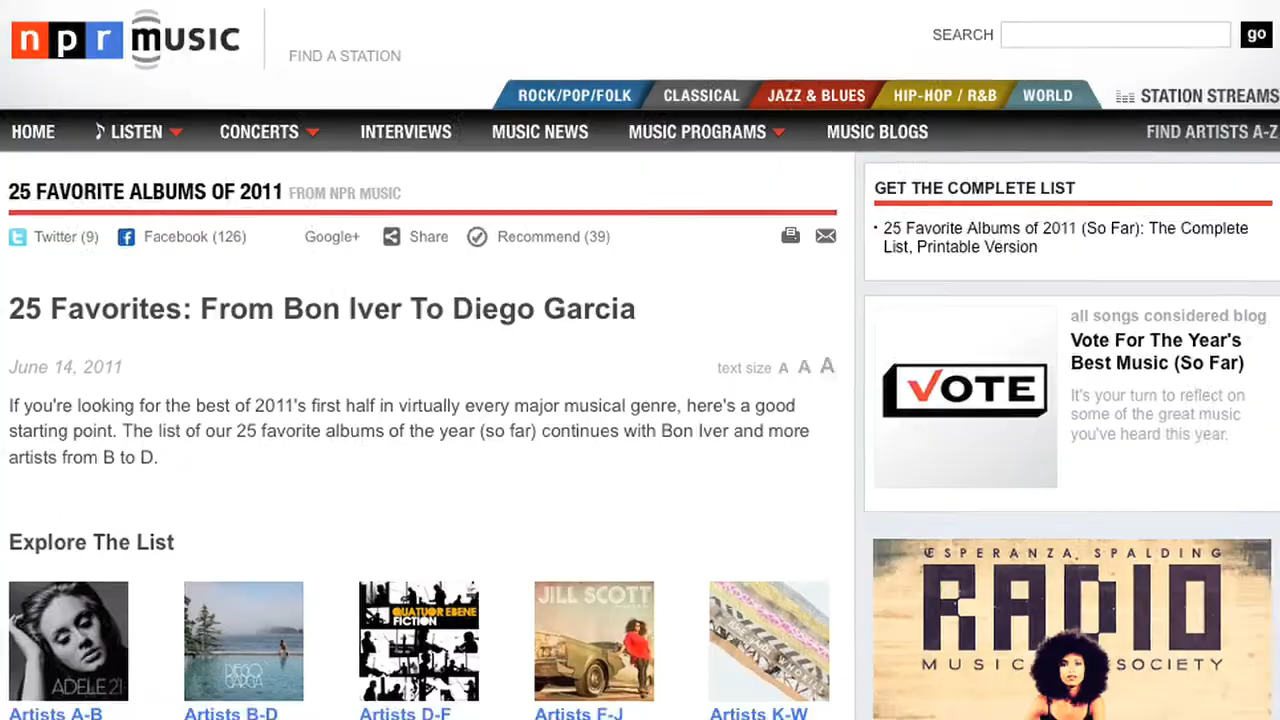 npr music
FIND A STATION
SEARCH
go
ROCK/POP/FOLK
CLASSICAL
JAZZ & BLUES
HIP-HOP / R&B
WORLD
STATION STREAMS
HOME
LISTEN
CONCERTS
INTERVIEWS
MUSIC NEWS
MUSIC PROGRAMS
MUSIC BLOGS
FIND ARTISTS A-Z
25 FAVORITE ALBUMS OF 2011 FROM NPR MUSIC
Twitter (9)
Facebook (126)
Google+
Share
Recommend (39)
25 Favorites: From Bon Iver To Diego Garcia
June 14, 2011
text size A A A
If you're looking for the best of 2011's first half in virtually every major musical genre, here's a good
starting point. The list of our 25 favorite albums of the year (so far) continues with Bon Iver and more
artists from B to D.
Explore The List
ADELE 21
DIEGO
GARCIA
QUATUOR EBENE
FICTION
JILL SCOTT
Artists A-B
Artists B-D
Artists D-F
Artists F-J
Artists K-W
GET THE COMPLETE LIST
25 Favorite Albums of 2011 (So Far): The Complete
List, Printable Version
VOTE
all songs considered blog
Vote For The Year's
Best Music (So Far)
It's your turn to reflect on
some of the great music
you've heard this year.
ESPERANZA SPALDING
RADIO
MUSIC SOCIETY